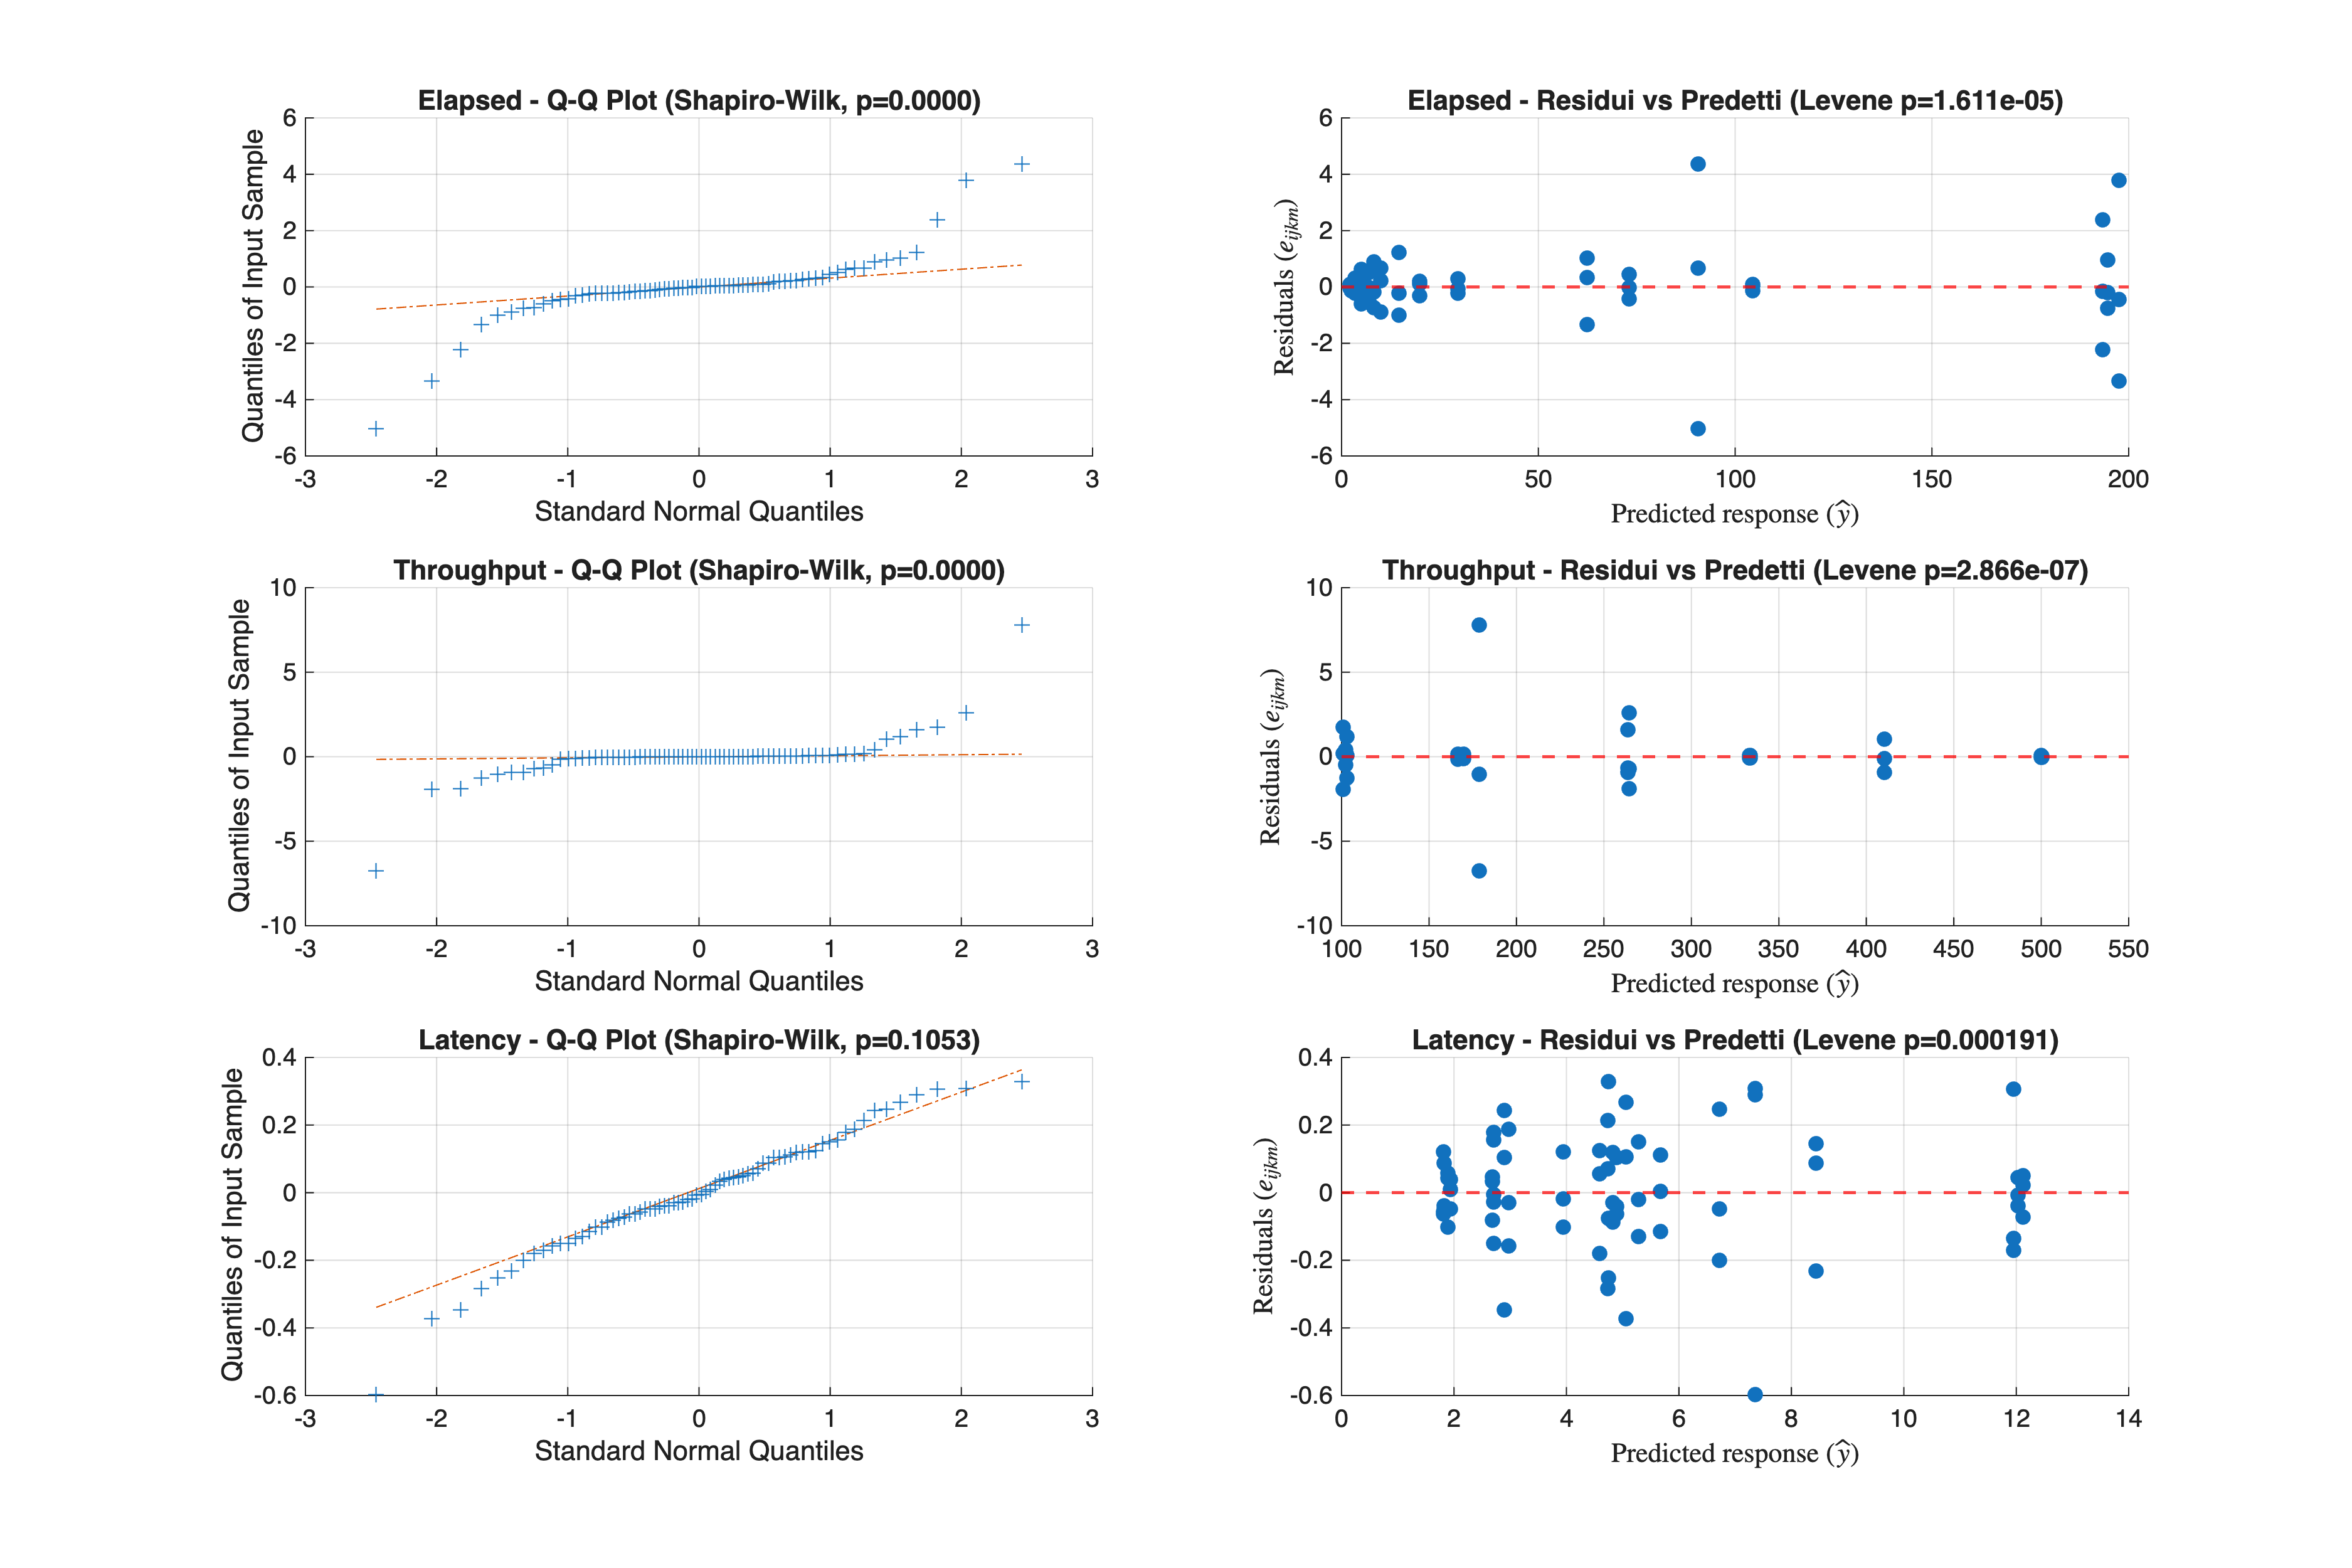 Elapsed - Q-Q Plot (Shapiro-Wilk, p=0.0000)
Quantiles of Input Sample
6
4
2
0
-2
-4
-6
-3 -2 -1 0 1 2 3
Standard Normal Quantiles
Elapsed - Residui vs Predetti (Levene p=1.611e-05)
Residuals (e_{ijkm})
6
4
2
0
-2
-4
-6
0 50 100 150 200
Predicted response (ŷ)
Throughput - Q-Q Plot (Shapiro-Wilk, p=0.0000)
Quantiles of Input Sample
10
5
0
-5
-10
-3 -2 -1 0 1 2 3
Standard Normal Quantiles
Throughput - Residui vs Predetti (Levene p=2.866e-07)
Residuals (e_{ijkm})
10
5
0
-5
-10
100 150 200 250 300 350 400 450 500 550
Predicted response (ŷ)
Latency - Q-Q Plot (Shapiro-Wilk, p=0.1053)
Quantiles of Input Sample
0.4
0.2
0
-0.2
-0.4
-0.6
-3 -2 -1 0 1 2 3
Standard Normal Quantiles
Latency - Residui vs Predetti (Levene p=0.000191)
Residuals (e_{ijkm})
0.4
0.2
0
-0.2
-0.4
-0.6
0 2 4 6 8 10 12 14
Predicted response (ŷ)